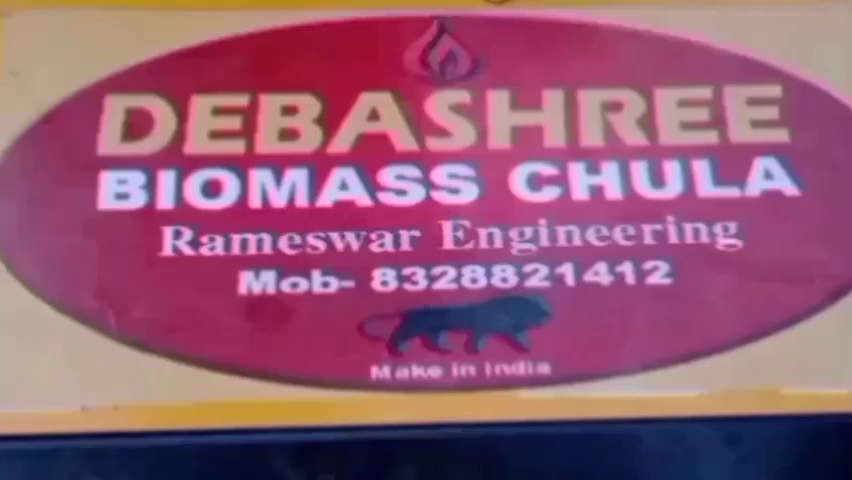 DEBASHREE
BIOMASS CHULA
Rameswar Engineering
Mob- 8328821412
Make in India